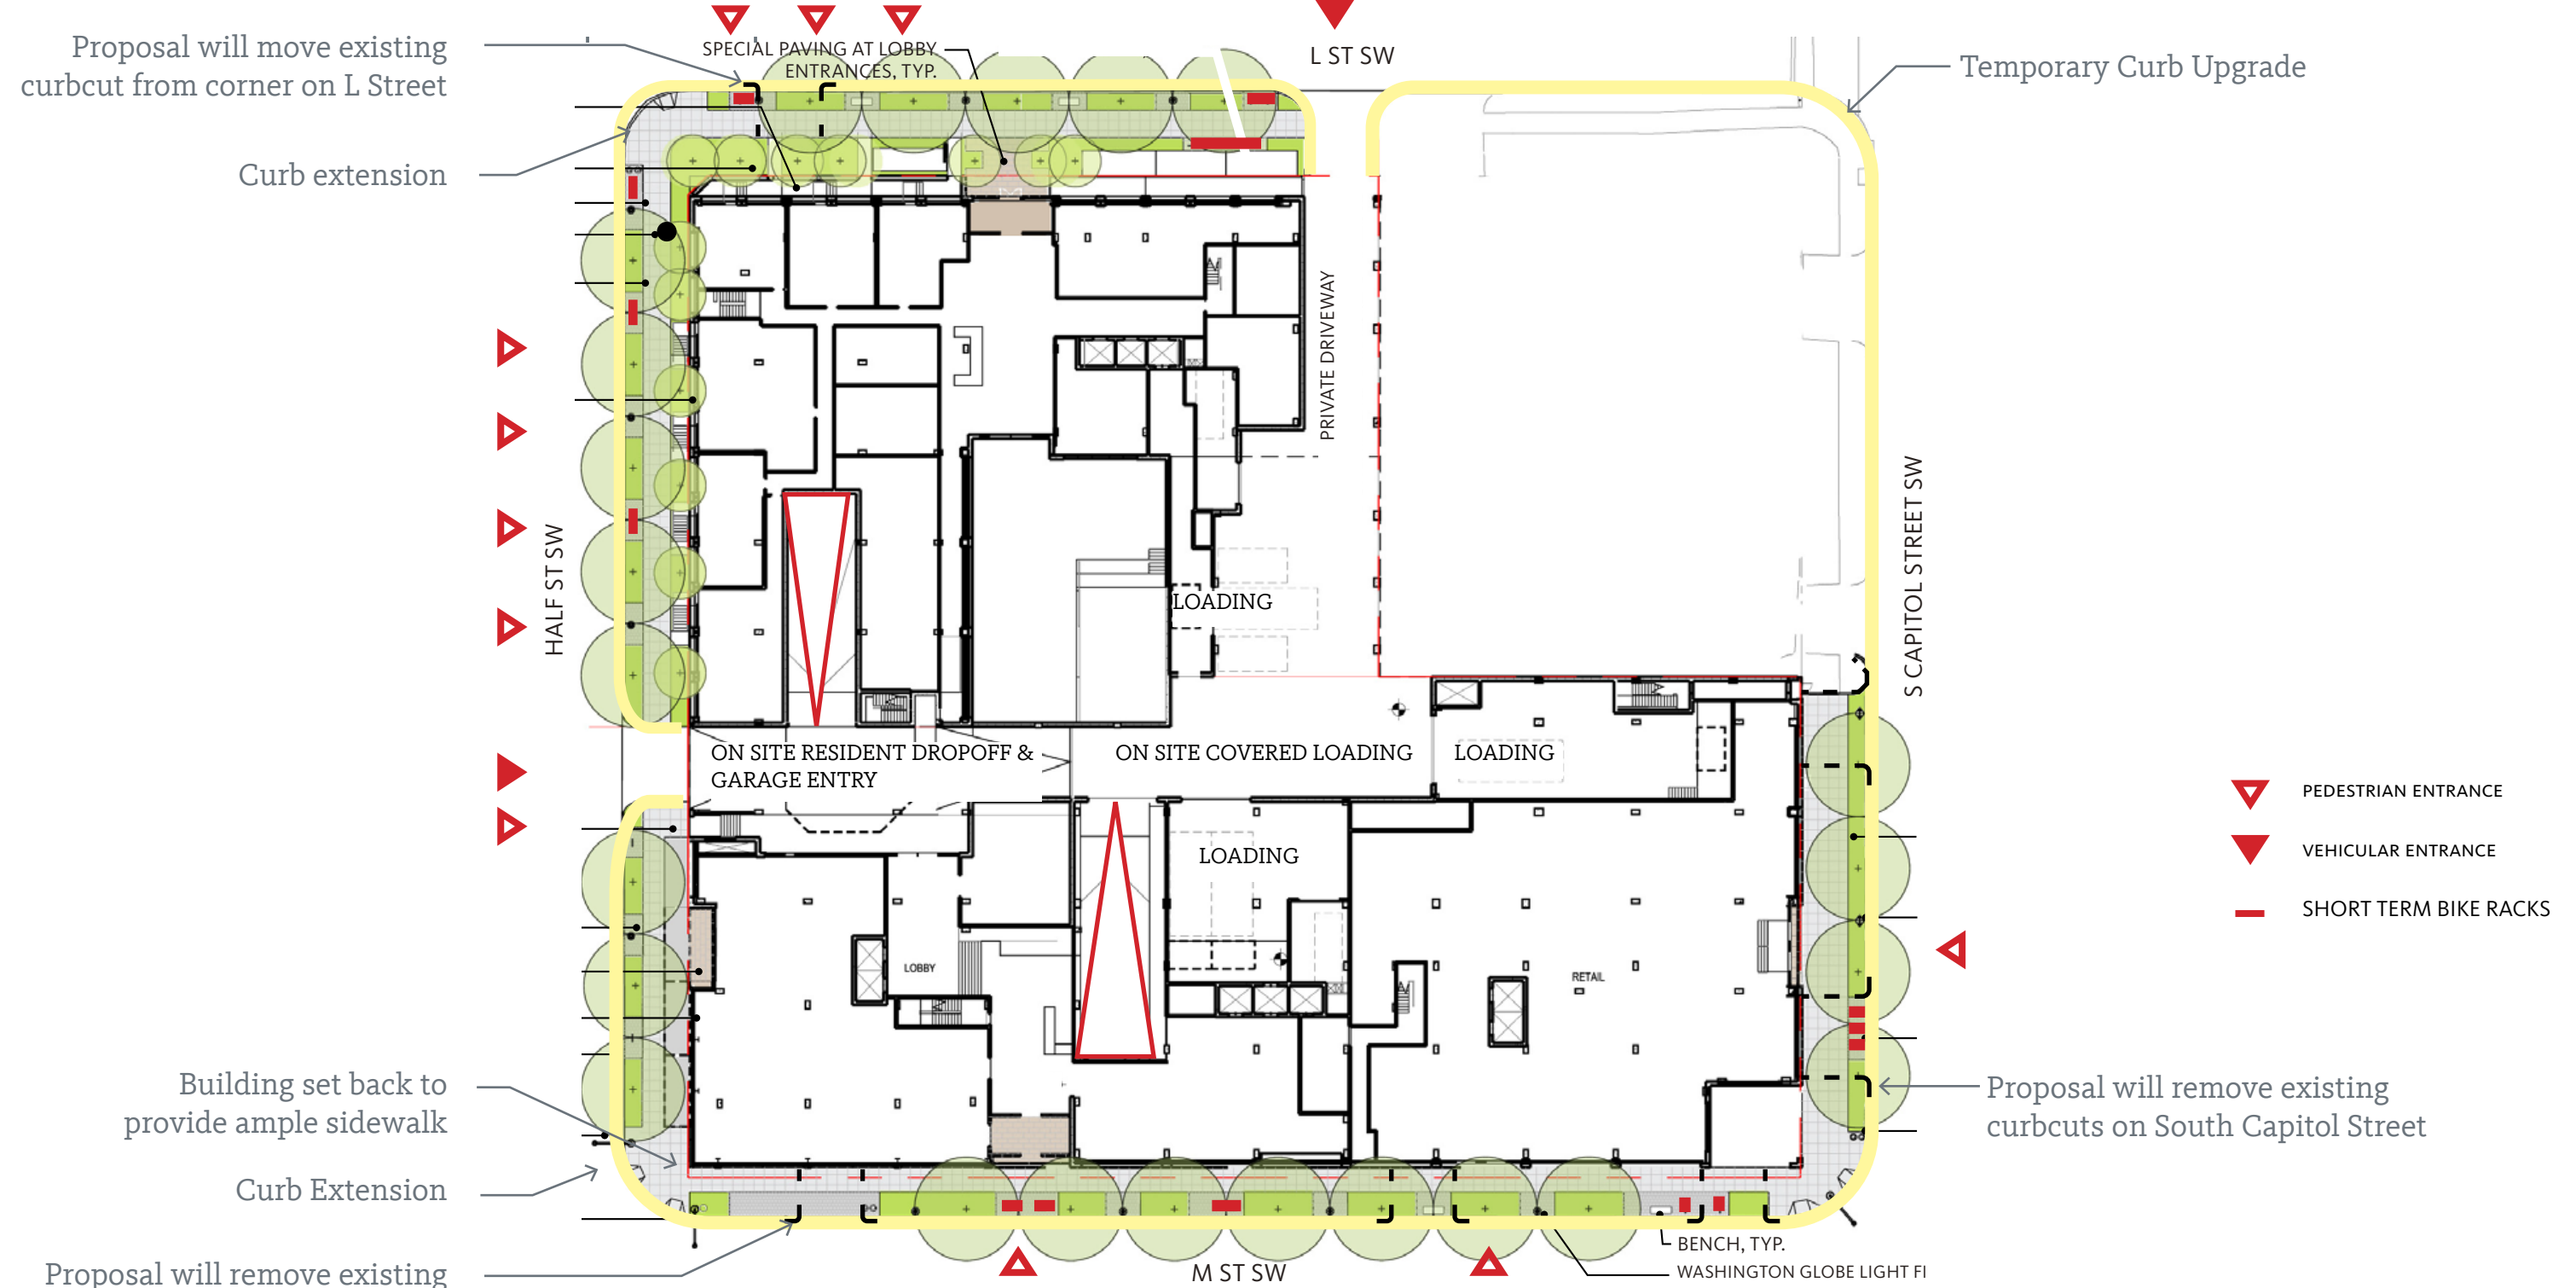 Proposal will move existing
curbcut from corner on L Street
SPECIAL PAVING AT LOBBY
ENTRANCES, TYP.
L ST SW
Temporary Curb Upgrade
Curb extension
PRIVATE DRIVEWAY
HALF ST SW
S CAPITOL STREET SW
LOADING
ON SITE RESIDENT DROPOFF &
GARAGE ENTRY
ON SITE COVERED LOADING
LOADING
LOADING
PEDESTRIAN ENTRANCE
VEHICULAR ENTRANCE
SHORT TERM BIKE RACKS
LOBBY
RETAIL
Building set back to
provide ample sidewalk
Proposal will remove existing
curbcuts on South Capitol Street
Curb Extension
BENCH, TYP.
M ST SW
WASHINGTON GLOBE LIGHT FI
Proposal will remove existing